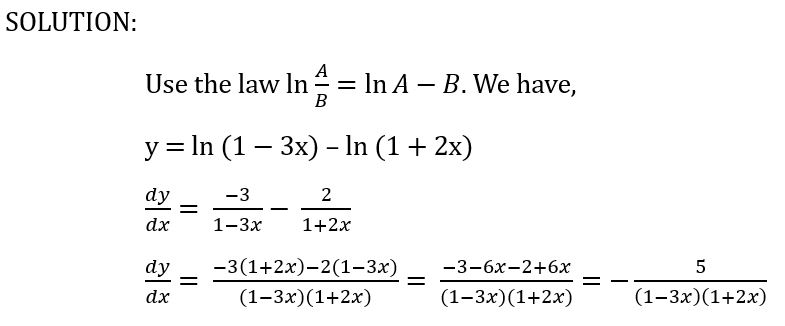 SOLUTION:
Use the law ln A/B = ln A − B. We have,
y = ln (1 − 3x) – ln (1 + 2x)
dy/dx = −3/(1−3x) − 2/(1+2x)
dy/dx = (−3(1+2x)−2(1−3x))/((1−3x)(1+2x)) = (−3−6x−2+6x)/((1−3x)(1+2x)) = − 5/((1−3x)(1+2x))